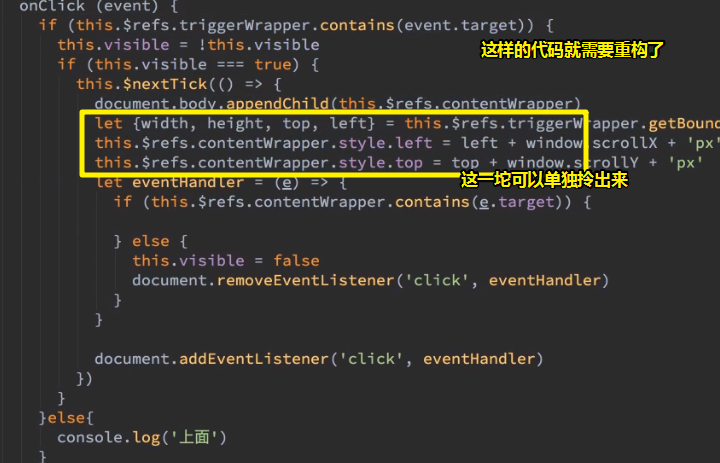 onClick (event) {
if (this.$refs.triggerWrapper.contains(event.target)) {
this.visible = !this.visible
这样的代码就需要重构了
if (this.visible === true) {
this.$nextTick(() => {
document.body.appendChild(this.$refs.contentWrapper)
let {width, height, top, left} = this.$refs.triggerWrapper.getBound
this.$refs.contentWrapper.style.left = left + window.scrollX + 'px'
this.$refs.contentWrapper.style.top = top + window.scrollY + 'px'
这一坨可以单独拎出来
let eventHandler = (e) => {
if (this.$refs.contentWrapper.contains(e.target)) {
} else {
this.visible = false
document.removeEventListener('click', eventHandler)
}
}
document.addEventListener('click', eventHandler)
})
}
}else{
console.log('上面')
}